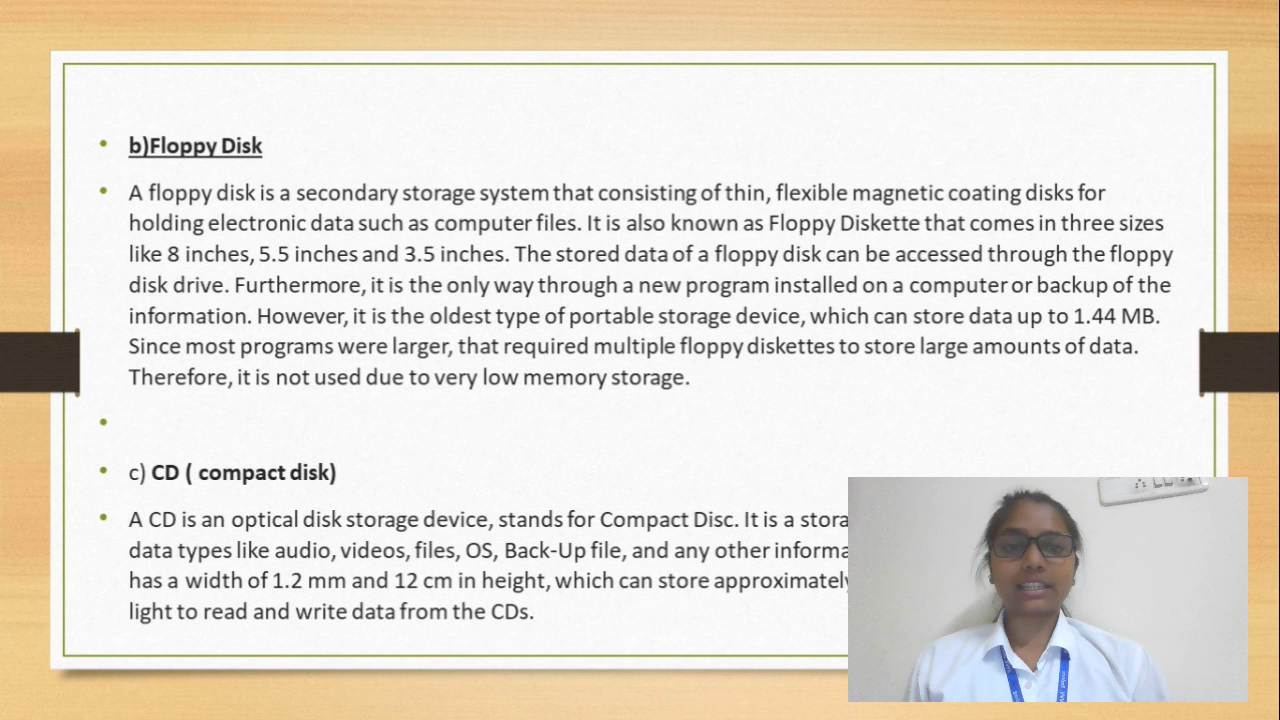 b)Floppy Disk
A floppy disk is a secondary storage system that consisting of thin, flexible magnetic coating disks for
holding electronic data such as computer files. It is also known as Floppy Diskette that comes in three sizes
like 8 inches, 5.5 inches and 3.5 inches. The stored data of a floppy disk can be accessed through the floppy
disk drive. Furthermore, it is the only way through a new program installed on a computer or backup of the
information. However, it is the oldest type of portable storage device, which can store data up to 1.44 MB.
Since most programs were larger, that required multiple floppy diskettes to store large amounts of data.
Therefore, it is not used due to very low memory storage.
c) CD ( compact disk)
A CD is an optical disk storage device, stands for Compact Disc. It is a stora
data types like audio, videos, files, OS, Back-Up file, and any other informa
has a width of 1.2 mm and 12 cm in height, which can store approximately
light to read and write data from the CDs.